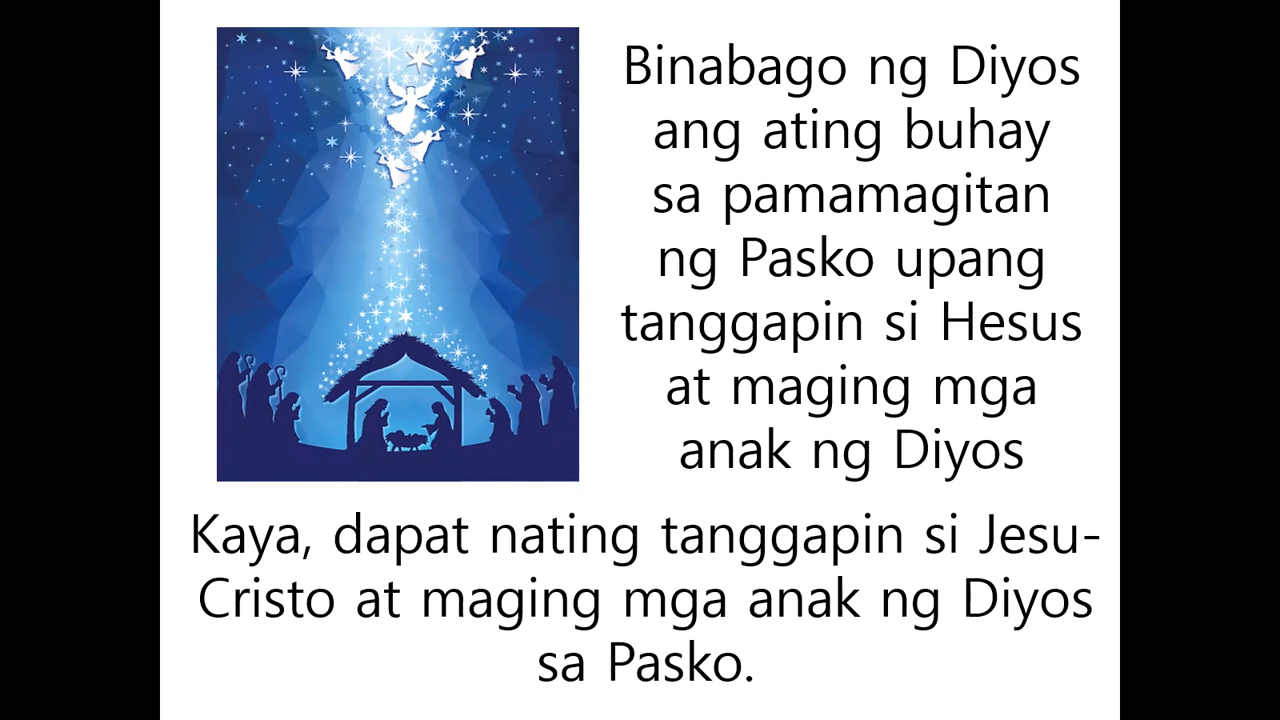 Binabago ng Diyos
ang ating buhay
sa pamamagitan
ng Pasko upang
tanggapin si Hesus
at maging mga
anak ng Diyos
Kaya, dapat nating tanggapin si Jesu-
Cristo at maging mga anak ng Diyos
sa Pasko.